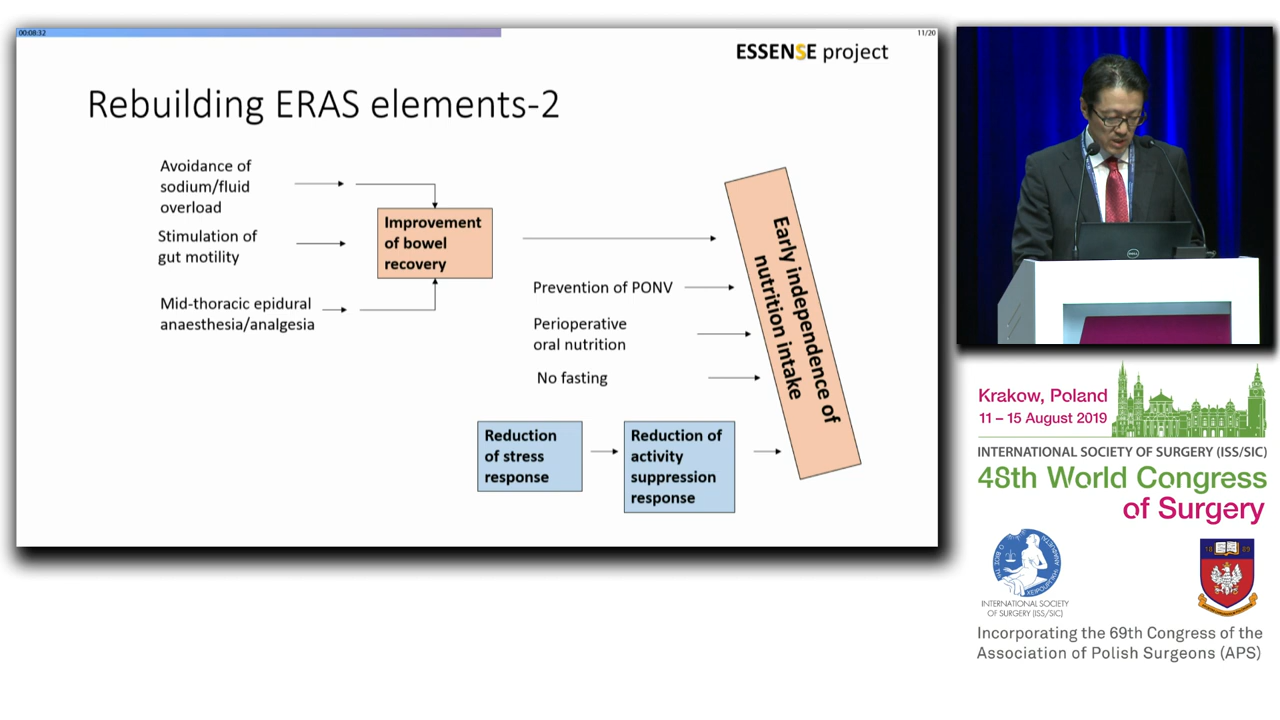 00:08:32
11/20
ESSENSE project
Rebuilding ERAS elements-2
Avoidance of
sodium/fluid
overload
Stimulation of
gut motility
Mid-thoracic epidural
anaesthesia/analgesia
Improvement
of bowel
recovery
Prevention of PONV
Perioperative
oral nutrition
No fasting
Reduction
of stress
response
Reduction of
activity
suppression
response
Early independence of
nutrition intake
DELL
Krakow, Poland
11 – 15 August 2019
INTERNATIONAL SOCIETY OF SURGERY (ISS/SIC)
48th World Congress
of Surgery
INTERNATIONAL SOCIETY
OF SURGERY (ISS/SIC)
Incorporating the 69th Congress of the
Association of Polish Surgeons (APS)